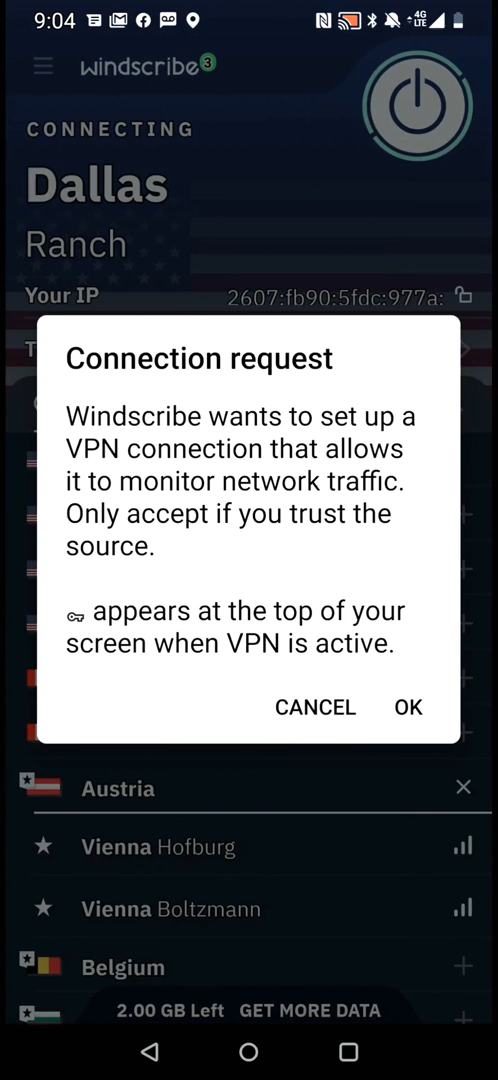 9:04
4G
LTE
windscribe 3
CONNECTING
Dallas
Ranch
Your IP 2607:fb90:5fdc:977a:
T
Connection request
Windscribe wants to set up a
VPN connection that allows
it to monitor network traffic.
Only accept if you trust the
source.
appears at the top of your
screen when VPN is active.
CANCEL OK
Austria
Vienna Hofburg
Vienna Boltzmann
Belgium
2.00 GB Left GET MORE DATA